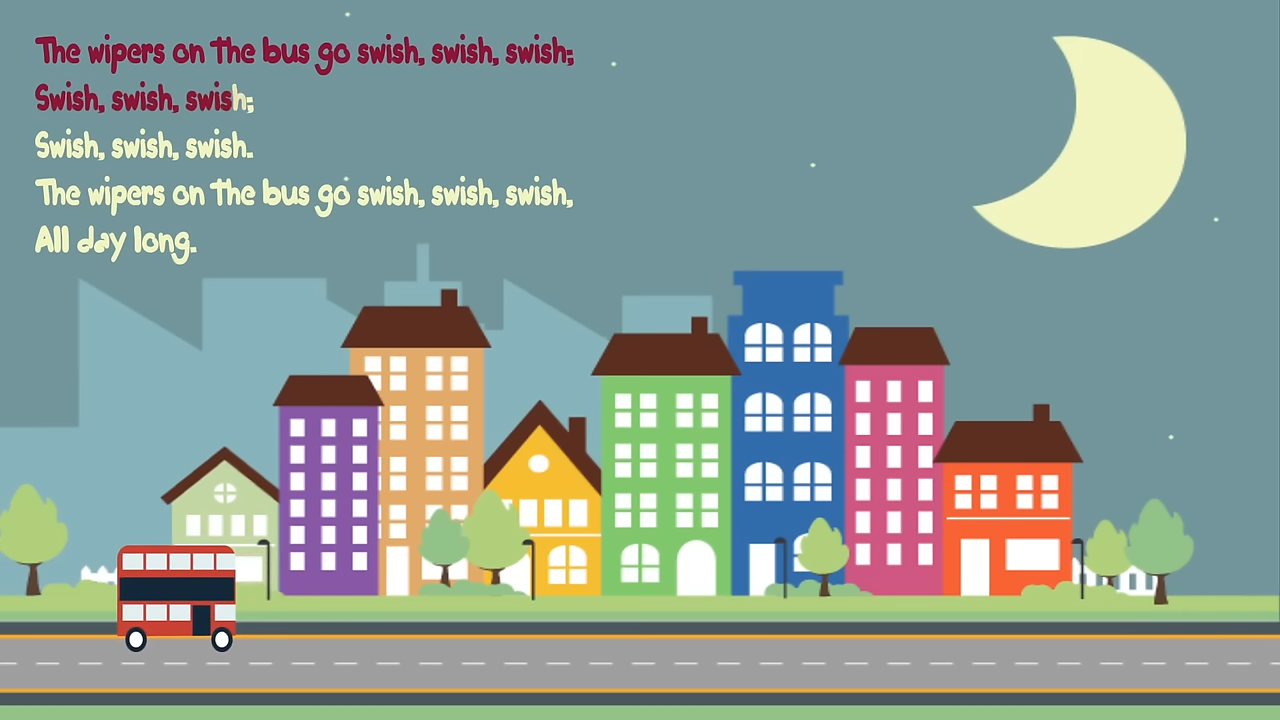 The wipers on the bus go swish, swish, swish;
Swish, swish, swish;
Swish, swish, swish.
The wipers on the bus go swish, swish, swish,
All day long.